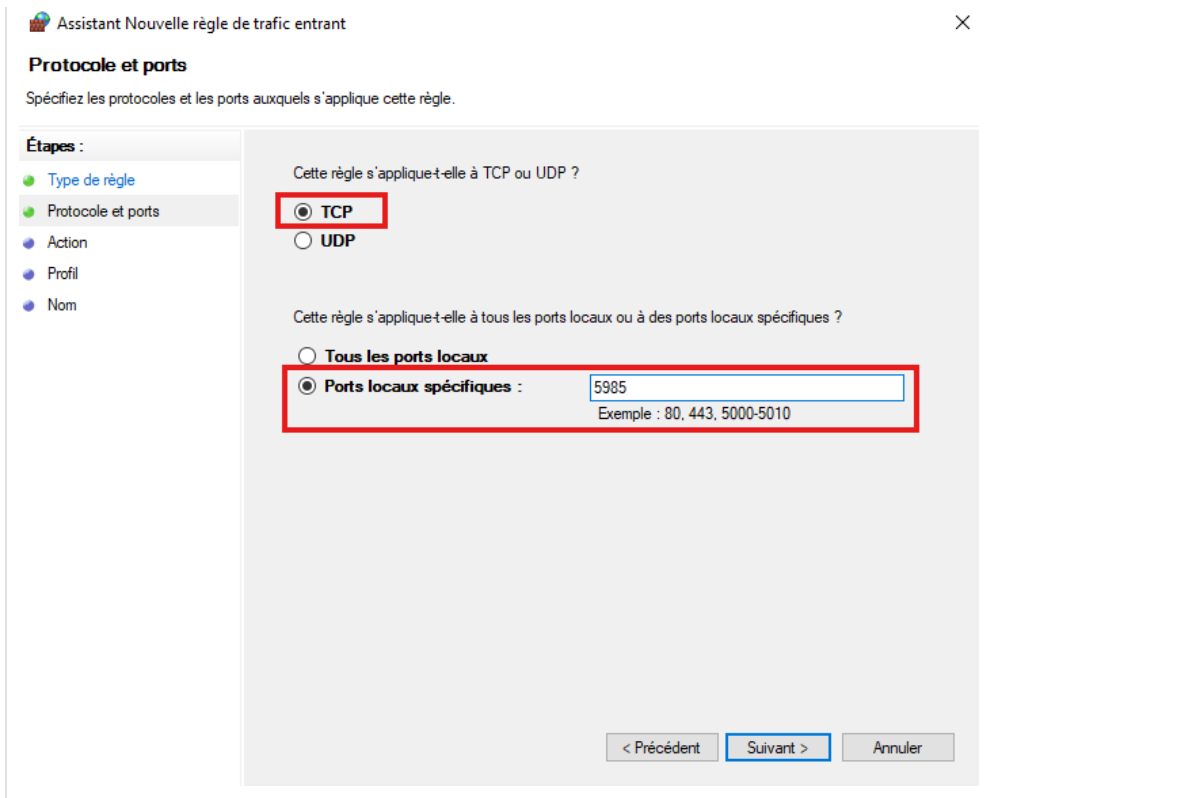 Assistant Nouvelle règle de trafic entrant
Protocole et ports
Spécifiez les protocoles et les ports auxquels s'applique cette règle.
Étapes :
Type de règle
Protocole et ports
Action
Profil
Nom
Cette règle s'applique-t-elle à TCP ou UDP ?
TCP
UDP
Cette règle s'applique-t-elle à tous les ports locaux ou à des ports locaux spécifiques ?
Tous les ports locaux
Ports locaux spécifiques : 5985
Exemple : 80, 443, 5000-5010
< Précédent Suivant > Annuler